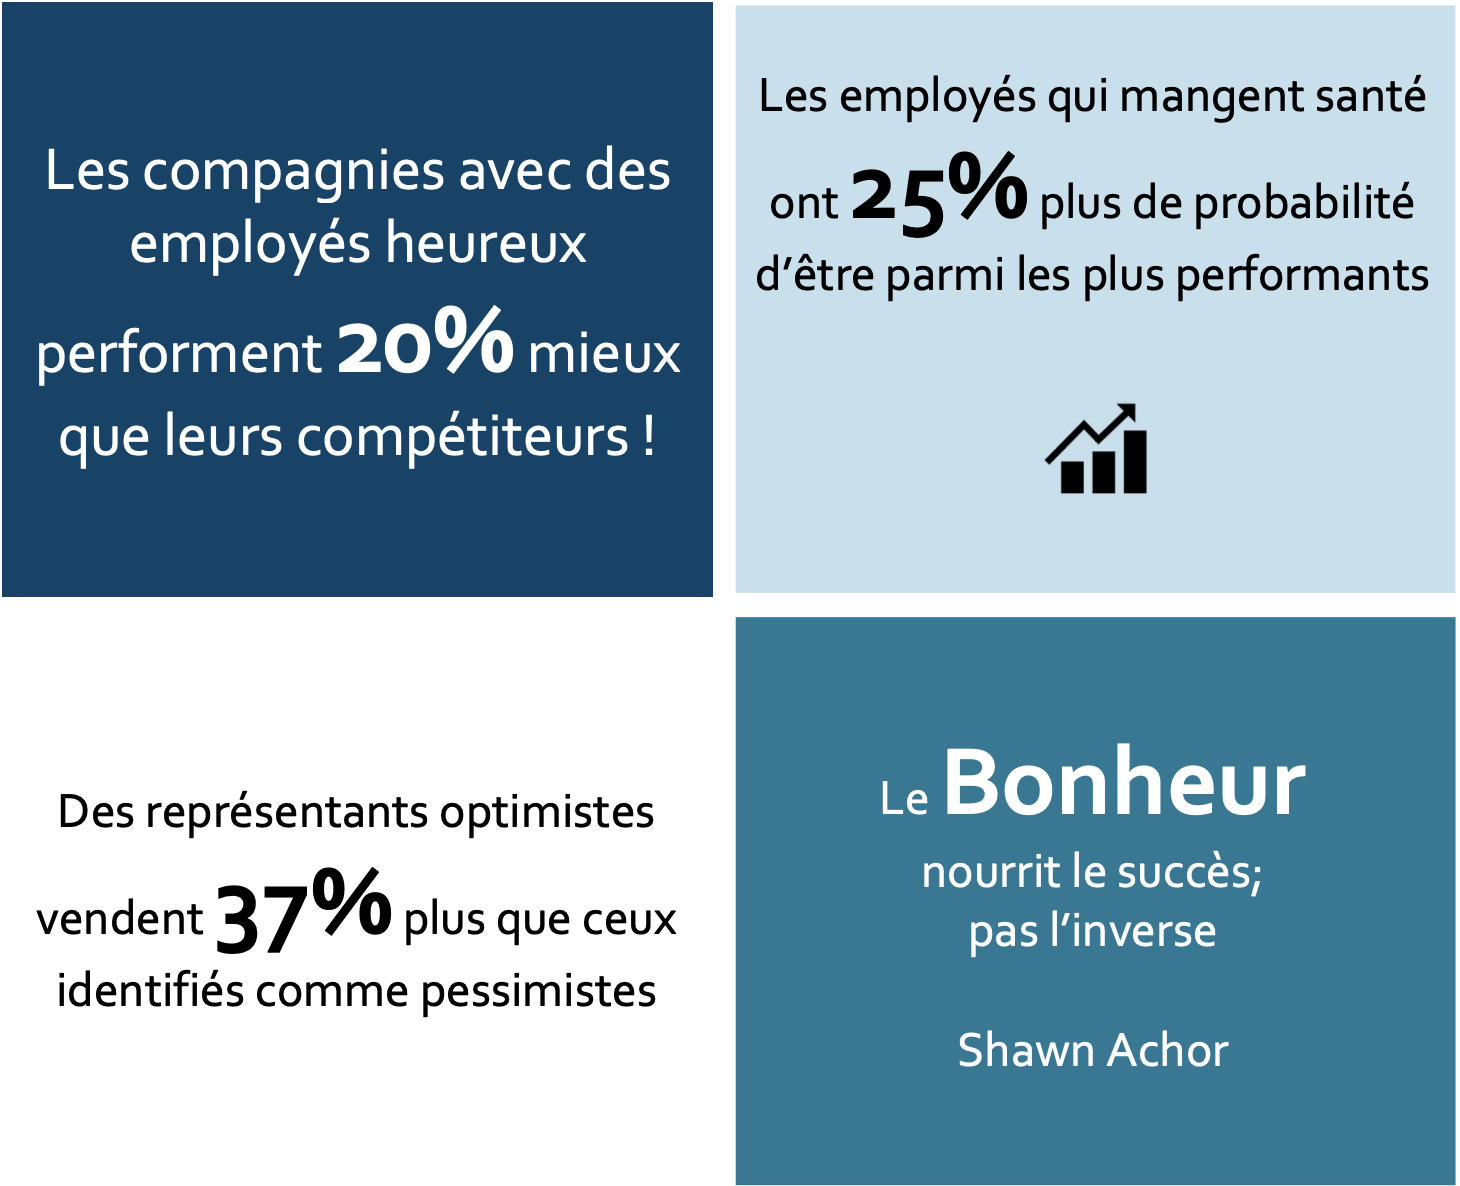 Les compagnies avec des
employés heureux
performent 20% mieux
que leurs compétiteurs !
Les employés qui mangent santé
ont 25% plus de probabilité
d’être parmi les plus performants
Des représentants optimistes
vendent 37% plus que ceux
identifiés comme pessimistes
Le Bonheur
nourrit le succès;
pas l’inverse
Shawn Achor